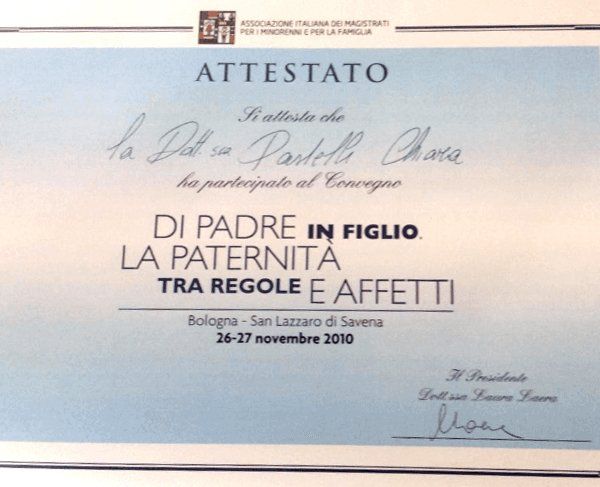 ASSOCIAZIONE ITALIANA DEI MAGISTRATI
PER I MINORENNI E PER LA FAMIGLIA
ATTESTATO
Si attesta che
la Dott.ssa Partelli Chiara
ha partecipato al Convegno
DI PADRE IN FIGLIO.
LA PATERNITÀ
TRA REGOLE E AFFETTI
Bologna - San Lazzaro di Savena
26-27 novembre 2010
Il Presidente
Dott.ssa Laura Laera